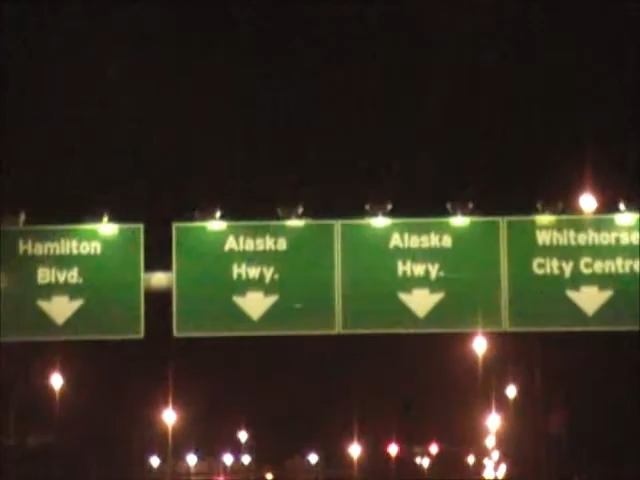 Hamilton
Blvd.
Alaska
Hwy.
Alaska
Hwy.
Whitehorse
City Centre